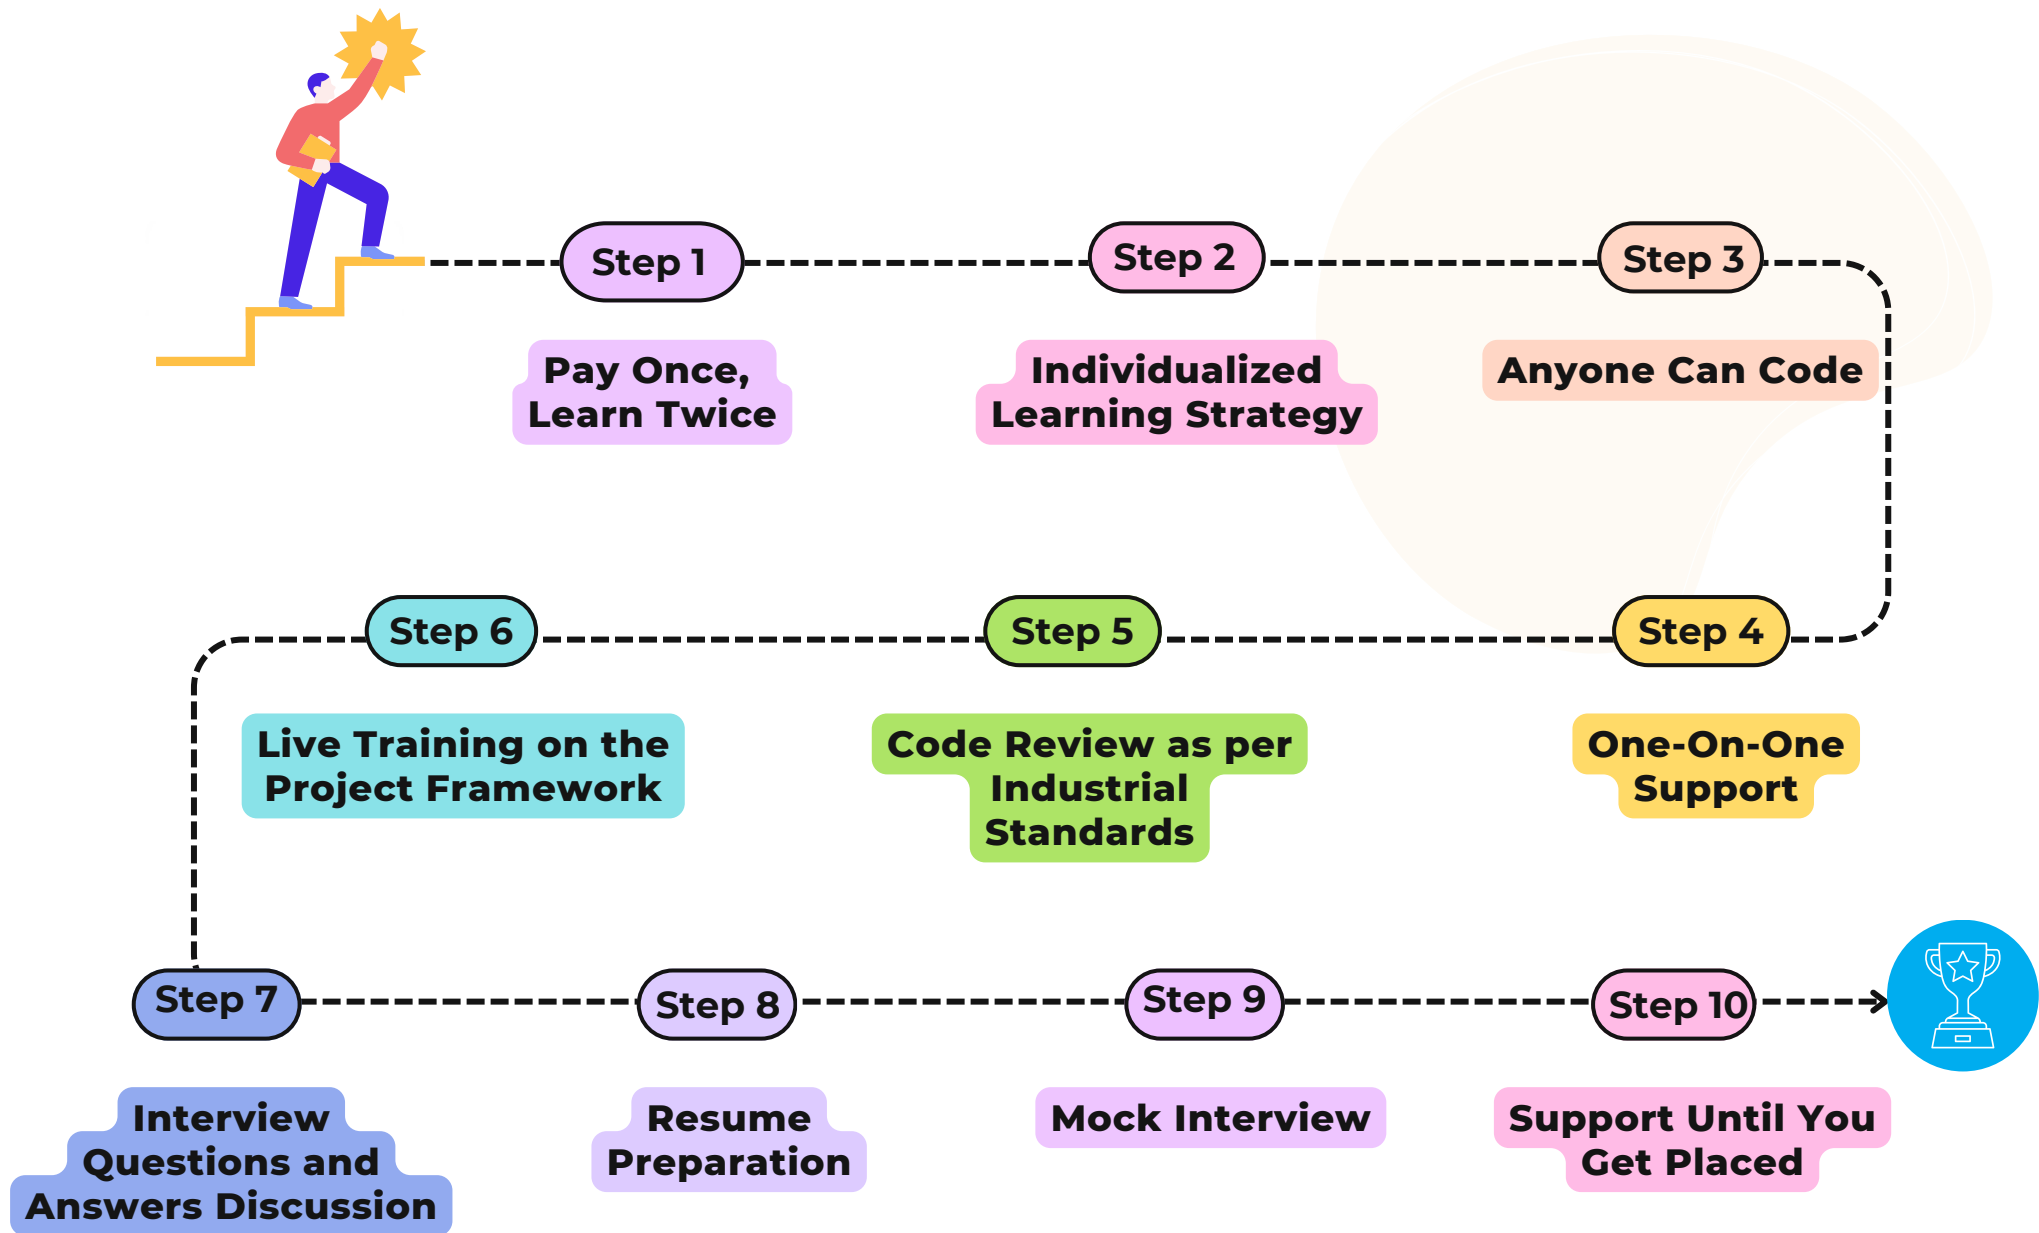 Step 1
Pay Once,
Learn Twice
Step 2
Individualized
Learning Strategy
Step 3
Anyone Can Code
Step 4
One-On-One
Support
Step 5
Code Review as per
Industrial
Standards
Step 6
Live Training on the
Project Framework
Step 7
Interview
Questions and
Answers Discussion
Step 8
Resume
Preparation
Step 9
Mock Interview
Step 10
Support Until You
Get Placed